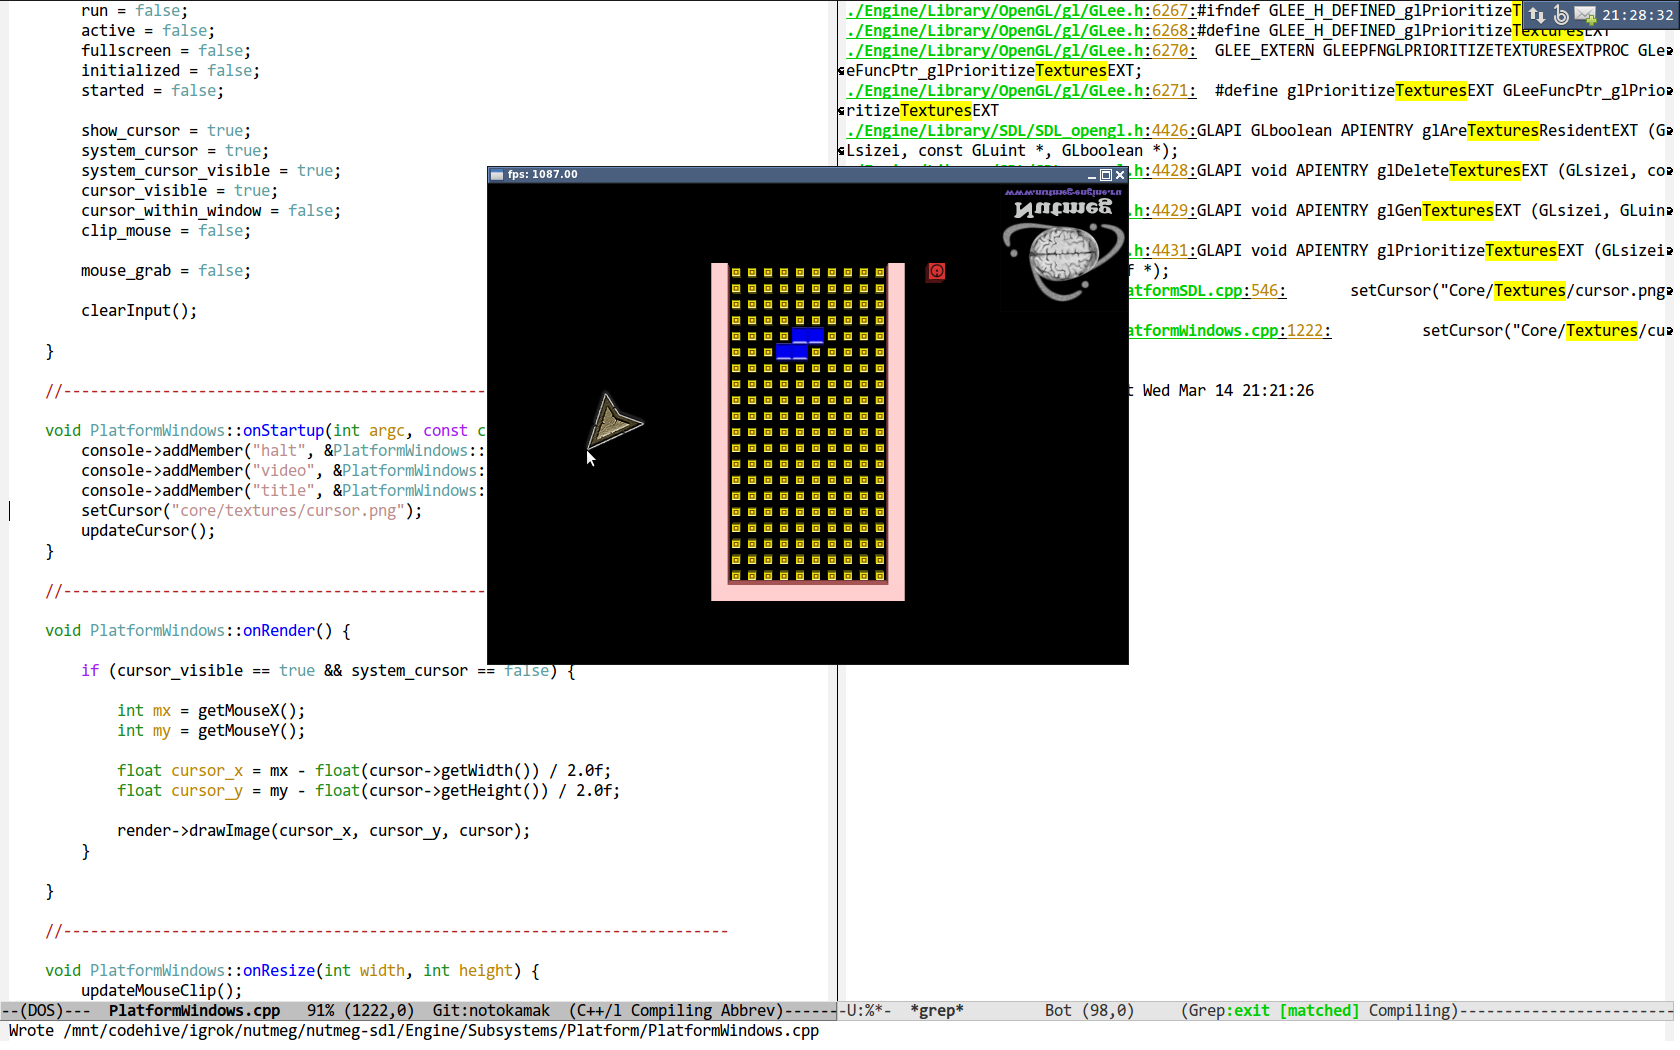 run = false;
active = false;
fullscreen = false;
initialized = false;
started = false;
show_cursor = true;
system_cursor = true;
system_cursor_visible = true;
cursor_visible = true;
cursor_within_window = false;
clip_mouse = false;
mouse_grab = false;
clearInput();
}
//-----------------------------------------------
void PlatformWindows::onStartup(int argc, const c
console->addMember("halt", &PlatformWindows::
console->addMember("video", &PlatformWindows:
console->addMember("title", &PlatformWindows:
setCursor("core/textures/cursor.png");
updateCursor();
}
//-----------------------------------------------
void PlatformWindows::onRender() {
if (cursor_visible == true && system_cursor == false) {
int mx = getMouseX();
int my = getMouseY();
float cursor_x = mx - float(cursor->getWidth()) / 2.0f;
float cursor_y = my - float(cursor->getHeight()) / 2.0f;
render->drawImage(cursor_x, cursor_y, cursor);
}
}
//--------------------------------------------------------------------------
void PlatformWindows::onResize(int width, int height) {
updateMouseClip();
--(DOS)--- PlatformWindows.cpp 91% (1222,0) Git:notokamak (C++/l Compiling Abbrev)------
Wrote /mnt/codehive/igrok/nutmeg/nutmeg-sdl/Engine/Subsystems/Platform/PlatformWindows.cpp
fps: 1087.00
www.nutmeg-engine.ru
Nutmeg
./Engine/Library/OpenGL/gl/GLee.h:6267:#ifndef GLEE_H_DEFINED_glPrioritizeT
./Engine/Library/OpenGL/gl/GLee.h:6268:#define GLEE_H_DEFINED_glPrioritizeTexturesEXT
./Engine/Library/OpenGL/gl/GLee.h:6270: GLEE_EXTERN GLEEPFNGLPRIORITIZETEXTURESEXTPROC GLe
eFuncPtr_glPrioritizeTexturesEXT;
./Engine/Library/OpenGL/gl/GLee.h:6271: #define glPrioritizeTexturesEXT GLeeFuncPtr_glPrio
ritizeTexturesEXT
./Engine/Library/SDL/SDL_opengl.h:4426:GLAPI GLboolean APIENTRY glAreTexturesResidentEXT (G
Lsizei, const GLuint *, GLboolean *);
.h:4428:GLAPI void APIENTRY glDeleteTexturesEXT (GLsizei, co
.h:4429:GLAPI void APIENTRY glGenTexturesEXT (GLsizei, GLuin
.h:4431:GLAPI void APIENTRY glPrioritizeTexturesEXT (GLsizei
f *);
atformSDL.cpp:546: setCursor("Core/Textures/cursor.png
atformWindows.cpp:1222: setCursor("Core/Textures/cu
t Wed Mar 14 21:21:26
-U:%*- *grep* Bot (98,0) (Grep:exit [matched] Compiling)------------------------
21:28:32